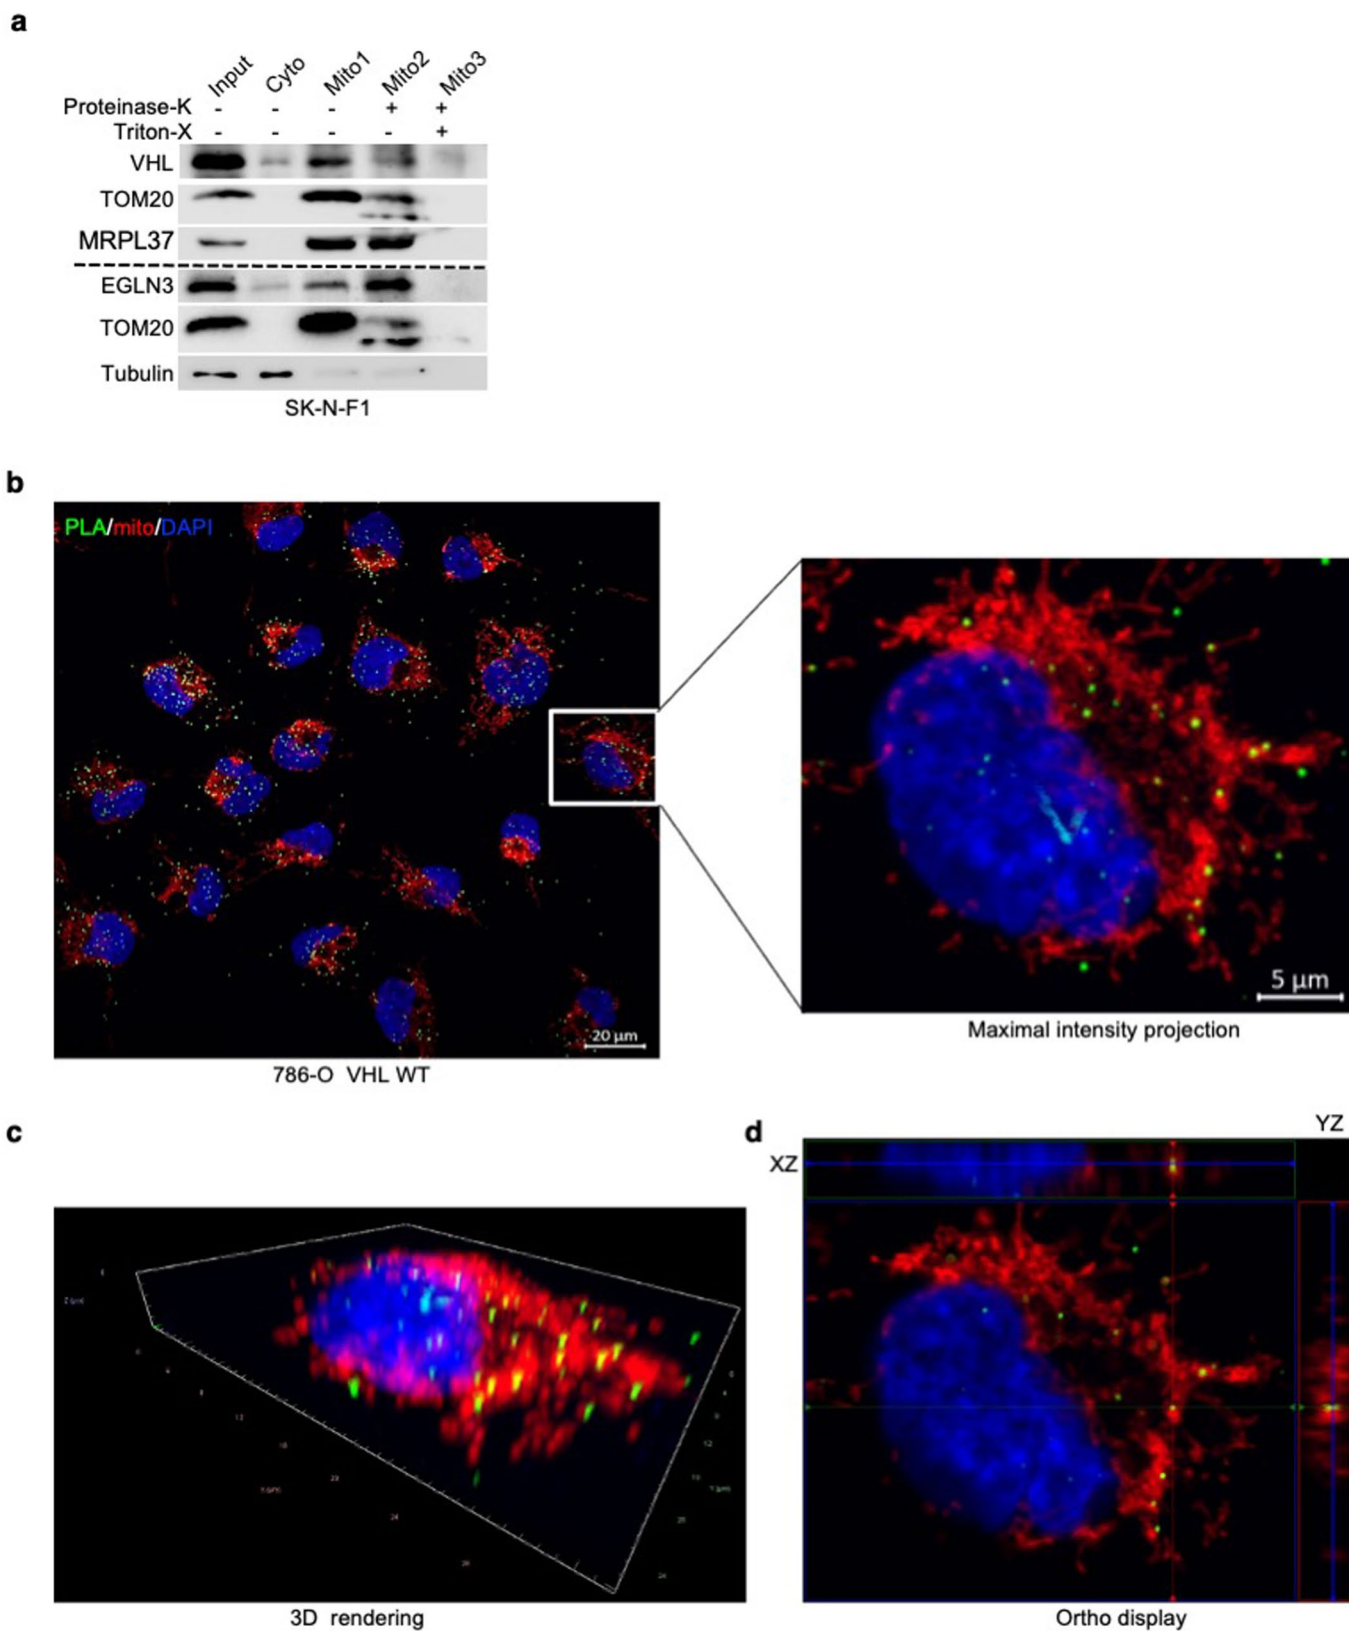 a
Input Cyto Mito1 Mito2 Mito3
Proteinase-K - - - + +
Triton-X - - - - +
VHL
TOM20
MRPL37
EGLN3
TOM20
Tubulin
SK-N-F1
b
PLA/mito/DAPI
20 µm
5 µm
786-O VHL WT
Maximal intensity projection
c
d
YZ
XZ
3D rendering
Ortho display